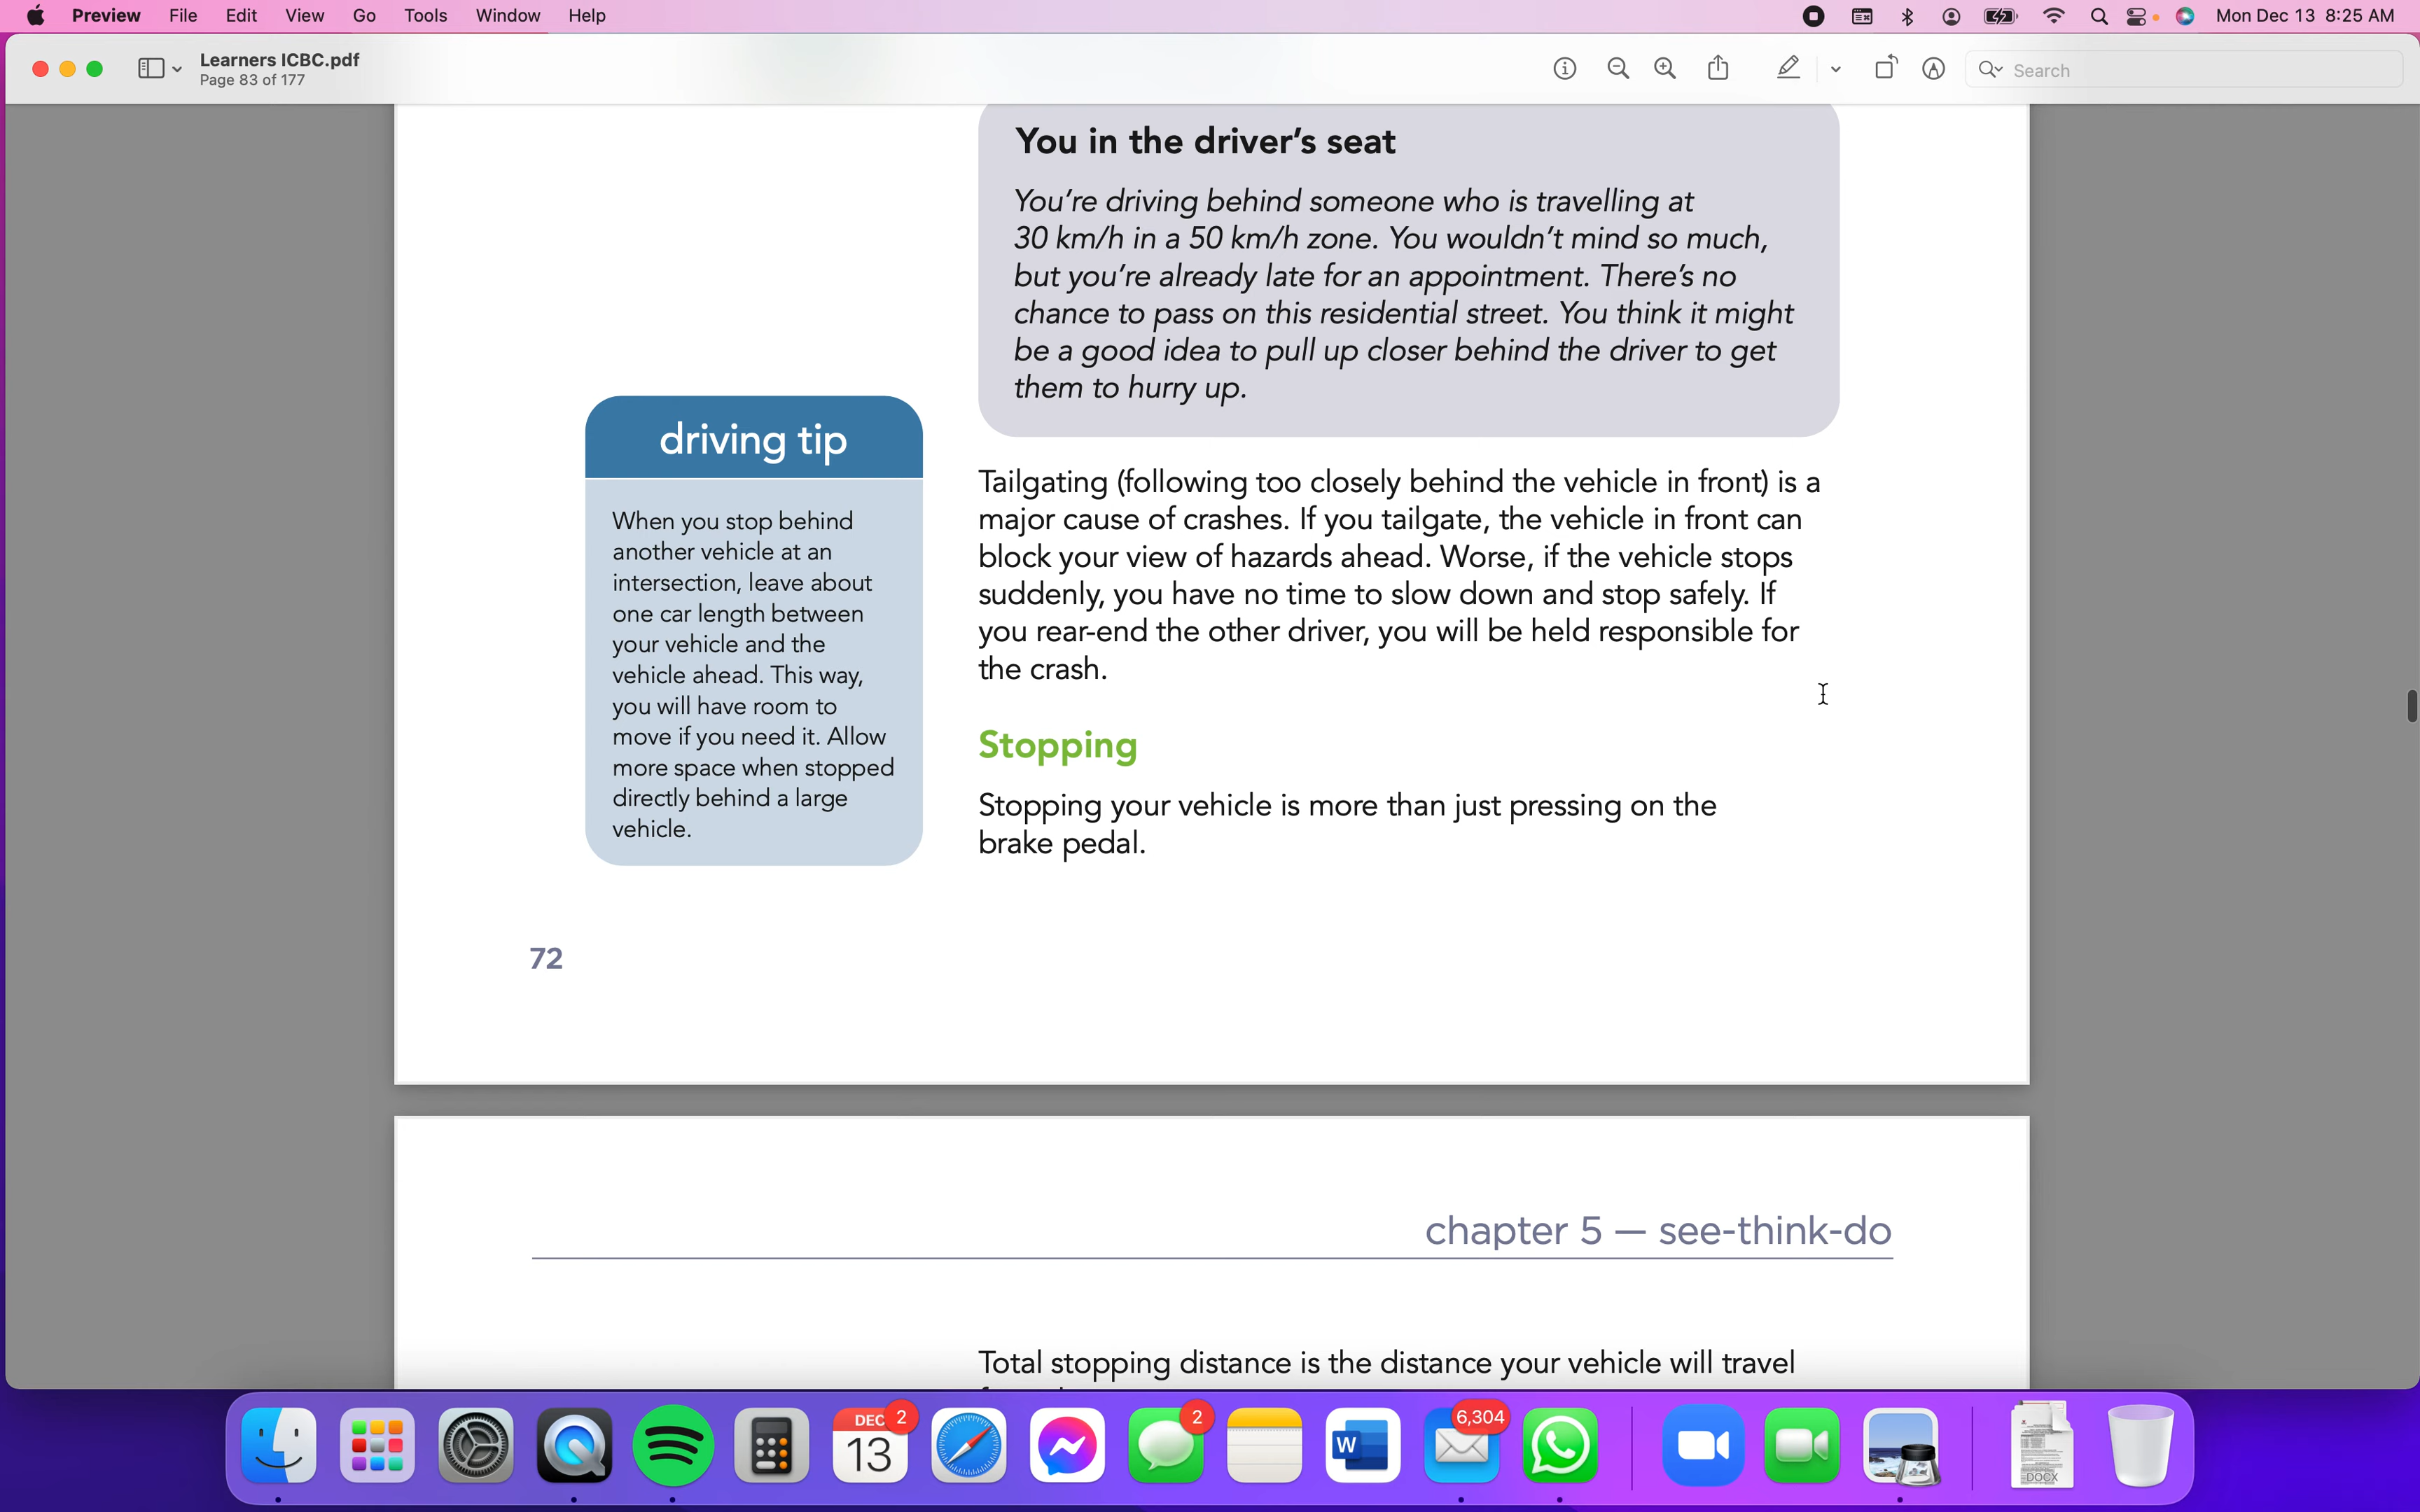 Preview File Edit View Go Tools Window Help
Mon Dec 13 8:25 AM
Learners ICBC.pdf
Page 83 of 177
Search
You in the driver's seat
You're driving behind someone who is travelling at
30 km/h in a 50 km/h zone. You wouldn't mind so much,
but you're already late for an appointment. There's no
chance to pass on this residential street. You think it might
be a good idea to pull up closer behind the driver to get
them to hurry up.
driving tip
When you stop behind
another vehicle at an
intersection, leave about
one car length between
your vehicle and the
vehicle ahead. This way,
you will have room to
move if you need it. Allow
more space when stopped
directly behind a large
vehicle.
Tailgating (following too closely behind the vehicle in front) is a
major cause of crashes. If you tailgate, the vehicle in front can
block your view of hazards ahead. Worse, if the vehicle stops
suddenly, you have no time to slow down and stop safely. If
you rear-end the other driver, you will be held responsible for
the crash.
Stopping
Stopping your vehicle is more than just pressing on the
brake pedal.
72
chapter 5 — see-think-do
Total stopping distance is the distance your vehicle will travel
DEC
2
13
2
W
6,304
DOCX